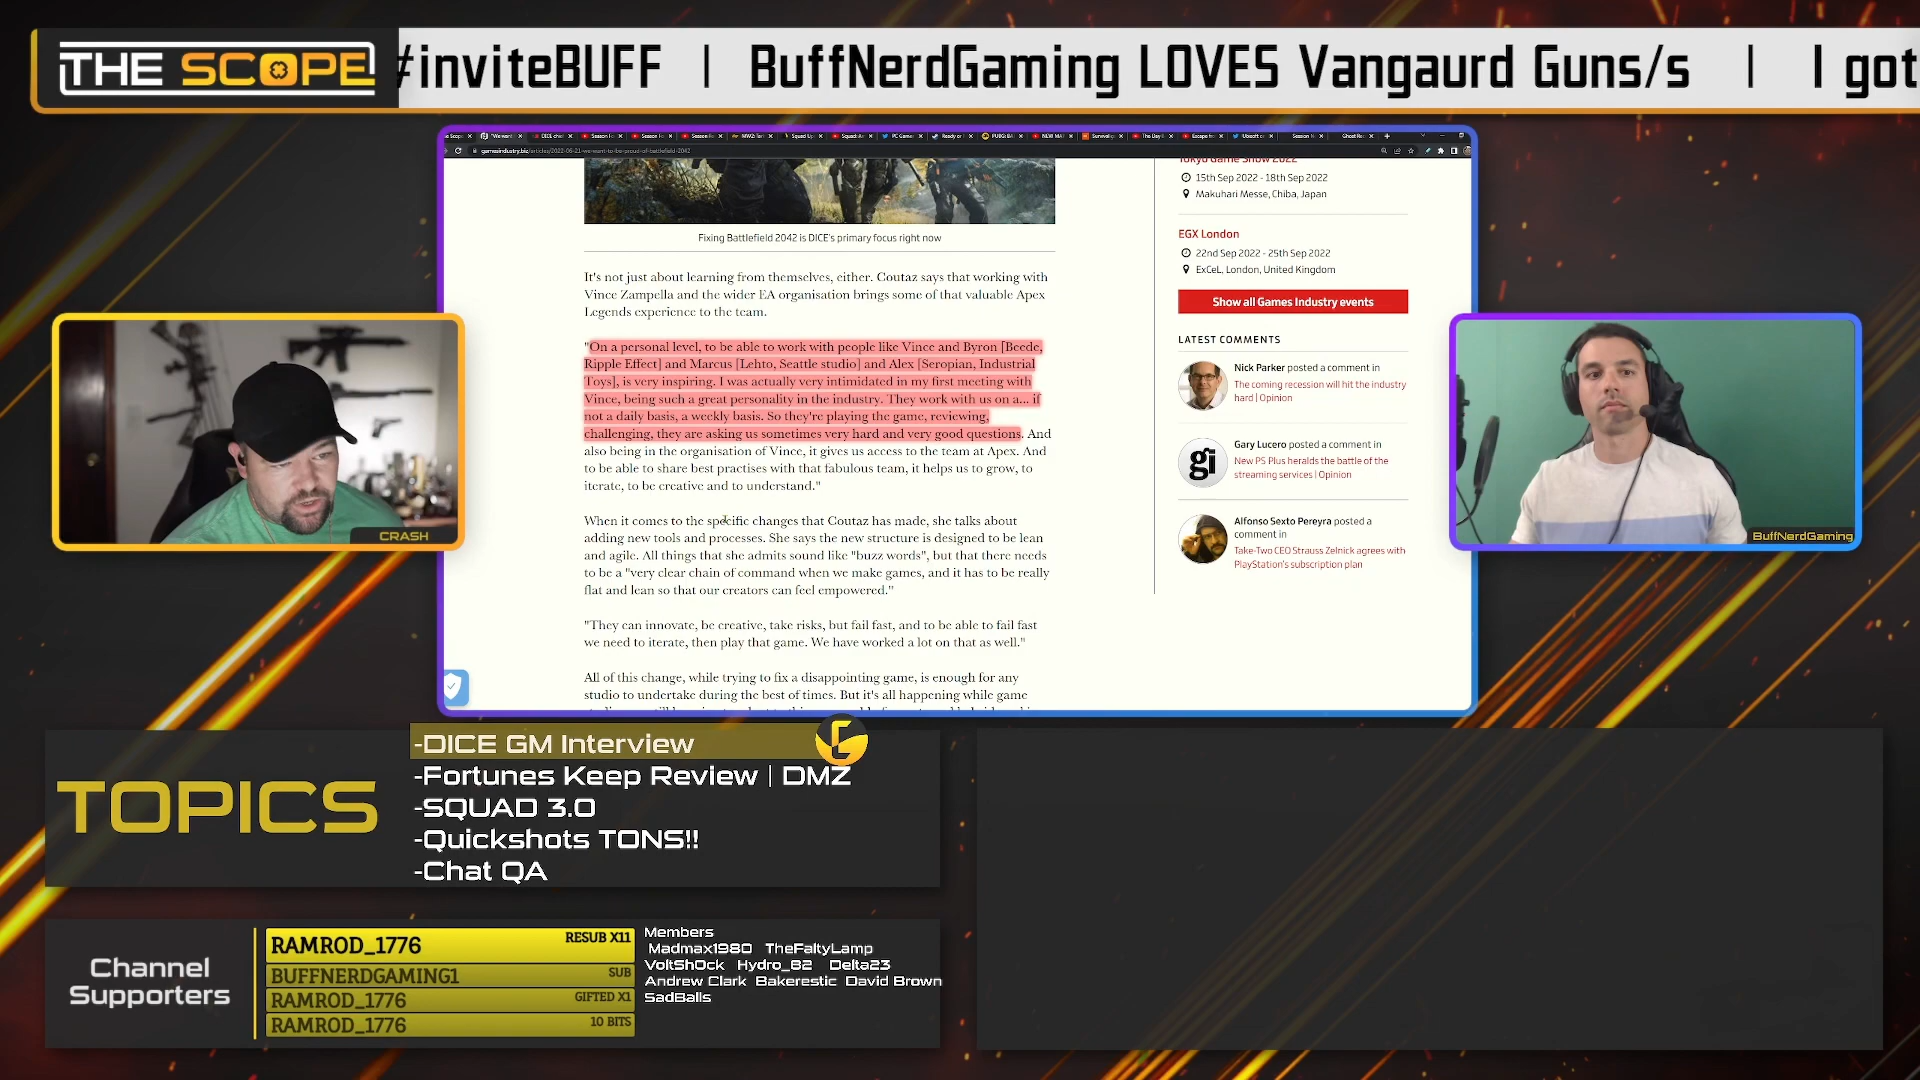 THE SCOPE
#inviteBUFF | BuffNerdGaming LOVES Vangaurd Guns/s | I got
gamesindustry.biz/articles/2022-06-21-we-want-to-be-proud-of-battlefield-2042
Fixing Battlefield 2042 is DICE's primary focus right now
It's not just about learning from themselves, either. Coutaz says that working with
Vince Zampella and the wider EA organisation brings some of that valuable Apex
Legends experience to the team.
"On a personal level, to be able to work with people like Vince and Byron [Beede,
Ripple Effect] and Marcus [Lehto, Seattle studio] and Alex [Seropian, Industrial
Toys], is very inspiring. I was actually very intimidated in my first meeting with
Vince, being such a great personality in the industry. They work with us on a... if
not a daily basis, a weekly basis. So they're playing the game, reviewing,
challenging, they are asking us sometimes very hard and very good questions. And
also being in the organisation of Vince, it gives us access to the team at Apex. And
to be able to share best practises with that fabulous team, it helps us to grow, to
iterate, to be creative and to understand."
When it comes to the specific changes that Coutaz has made, she talks about
adding new tools and processes. She says the new structure is designed to be lean
and agile. All things that she admits sound like "buzz words", but that there needs
to be a "very clear chain of command when we make games, and it has to be really
flat and lean so that our creators can feel empowered."
"They can innovate, be creative, take risks, but fail fast, and to be able to fail fast
we need to iterate, then play that game. We have worked a lot on that as well."
All of this change, while trying to fix a disappointing game, is enough for any
studio to undertake during the best of times. But it's all happening while game
Tokyo Game Show 2022
15th Sep 2022 - 18th Sep 2022
Makuhari Messe, Chiba, Japan
EGX London
22nd Sep 2022 - 25th Sep 2022
ExCeL, London, United Kingdom
Show all Games Industry events
LATEST COMMENTS
Nick Parker posted a comment in
The coming recession will hit the industry
hard | Opinion
gi
Gary Lucero posted a comment in
New PS Plus heralds the battle of the
streaming services | Opinion
Alfonso Sexto Pereyra posted a
comment in
Take-Two CEO Strauss Zelnick agrees with
PlayStation's subscription plan
CRASH
BuffNerdGaming
TOPICS
-DICE GM Interview
-Fortunes Keep Review | DMZ
-SQUAD 3.0
-Quickshots TONS!!
-Chat QA
Channel
Supporters
RAMROD_1776 RESUB X11
BUFFNERDGAMING1 SUB
RAMROD_1776 GIFTED X1
RAMROD_1776 10 BITS
Members
Madmax1980 TheFaltyLamp
VoltShOck Hydro_62 Delta23
Andrew Clark Bakerestic David Brown
SadBalls